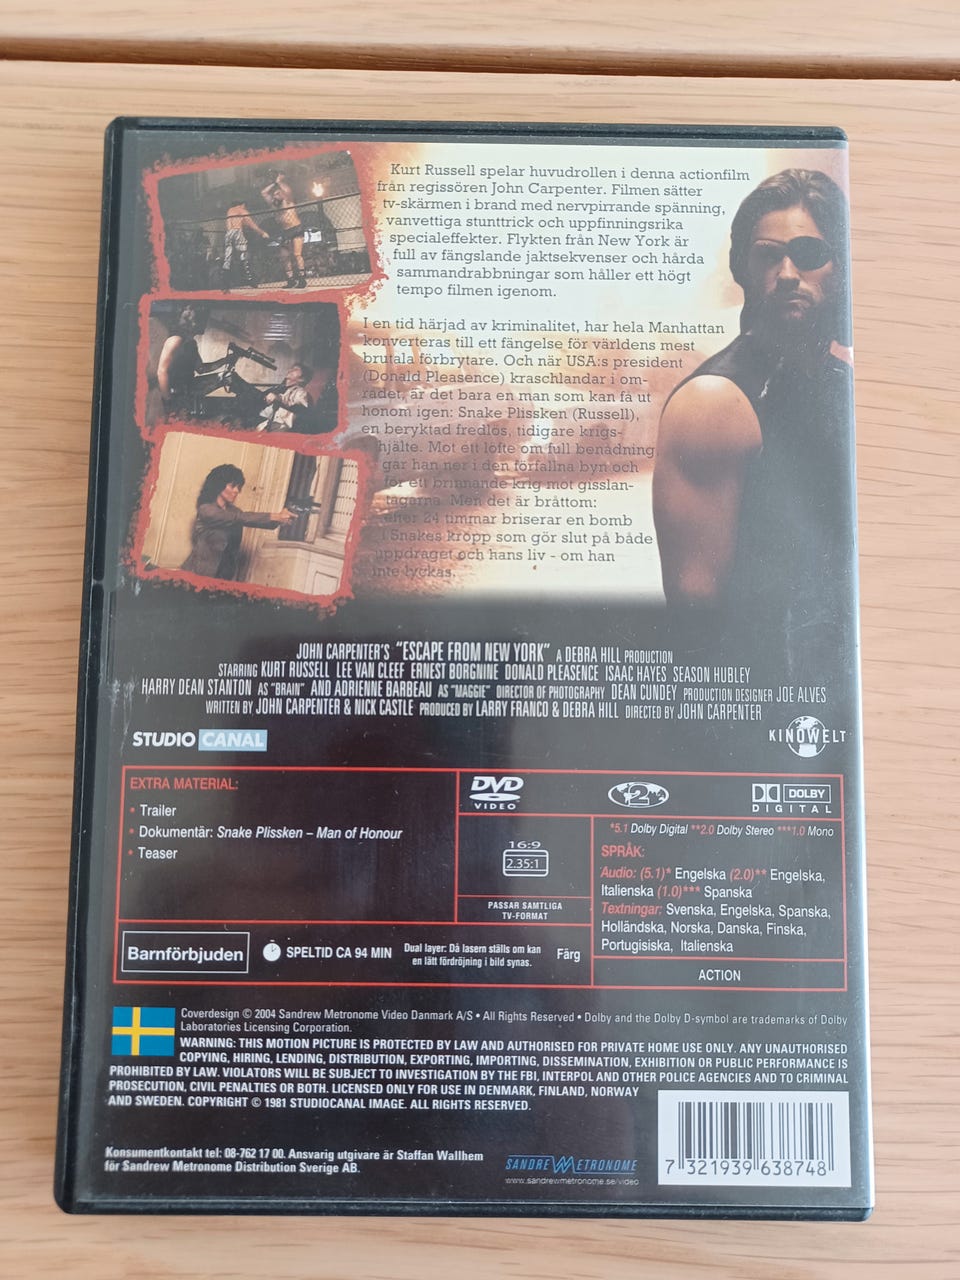 Kurt Russell spelar huvudrollen i denna actionfilm
från regissören John Carpenter. Filmen sätter
tv-skärmen i brand med nervpirrande spänning,
vanvettiga stunttrick och uppfinningsrika
specialeffekter. Flykten från New York är
full av fängslande jaktsekvenser och hårda
sammandrabbningar som håller ett högt
tempo filmen igenom.
I en tid härjad av kriminalitet, har hela Manhattan
konverteras till ett fängelse för världens mest
brutala förbrytare. Och när USA:s president
(Donald Pleasence) kraschlandar i om-
rådet, är det bara en man som kan få ut
honom igen: Snake Plissken (Russell),
en beryktad fredlös, tidigare krigs-
hjälte. Mot ett löfte om full benådning
går han ner i den förfallna byn och
för ett brinnande krig mot gisslan-
tagarna. Men det är bråttom:
efter 24 timmar briserar en bomb
i Snakes kropp som gör slut på både
uppdraget och hans liv - om han
inte lyckas.
JOHN CARPENTER'S "ESCAPE FROM NEW YORK" A DEBRA HILL PRODUCTION
STARRING KURT RUSSELL LEE VAN CLEEF ERNEST BORGNINE DONALD PLEASENCE ISAAC HAYES SEASON HUBLEY
HARRY DEAN STANTON AS "BRAIN" AND ADRIENNE BARBEAU AS "MAGGIE" DIRECTOR OF PHOTOGRAPHY DEAN CUNDEY PRODUCTION DESIGNER JOE ALVES
WRITTEN BY JOHN CARPENTER & NICK CASTLE PRODUCED BY LARRY FRANCO & DEBRA HILL DIRECTED BY JOHN CARPENTER
STUDIO CANAL
KINOWELT
EXTRA MATERIAL:
• Trailer
• Dokumentär: Snake Plissken – Man of Honour
• Teaser
DVD
VIDEO
2
DOLBY
DIGITAL
16:9
2.35:1
PASSAR SAMTLIGA
TV-FORMAT
*5.1 Dolby Digital **2.0 Dolby Stereo ***1.0 Mono
SPRÅK:
Audio: (5.1)* Engelska (2.0)** Engelska,
Italienska (1.0)*** Spanska
Textningar: Svenska, Engelska, Spanska,
Holländska, Norska, Danska, Finska,
Portugisiska, Italienska
ACTION
Barnförbjuden
SPELTID CA 94 MIN
Dual layer: Då lasern ställs om kan
en lätt fördröjning i bild synas.
Färg
Coverdesign © 2004 Sandrew Metronome Video Danmark A/S • All Rights Reserved • Dolby and the Dolby D-symbol are trademarks of Dolby
Laboratories Licensing Corporation.
WARNING: THIS MOTION PICTURE IS PROTECTED BY LAW AND AUTHORISED FOR PRIVATE HOME USE ONLY. ANY UNAUTHORISED
COPYING, HIRING, LENDING, DISTRIBUTION, EXPORTING, IMPORTING, DISSEMINATION, EXHIBITION OR PUBLIC PERFORMANCE IS
PROHIBITED BY LAW. VIOLATORS WILL BE SUBJECT TO INVESTIGATION BY THE FBI, INTERPOL AND OTHER POLICE AGENCIES AND TO CRIMINAL
PROSECUTION, CIVIL PENALTIES OR BOTH. LICENSED ONLY FOR USE IN DENMARK, FINLAND, NORWAY
AND SWEDEN. COPYRIGHT © 1981 STUDIOCANAL IMAGE. ALL RIGHTS RESERVED.
Konsumentkontakt tel: 08-762 17 00. Ansvarig utgivare är Staffan Wallhem
för Sandrew Metronome Distribution Sverige AB.
SANDREW METRONOME
www.sandrewmetronome.se/video
7 321939 638748